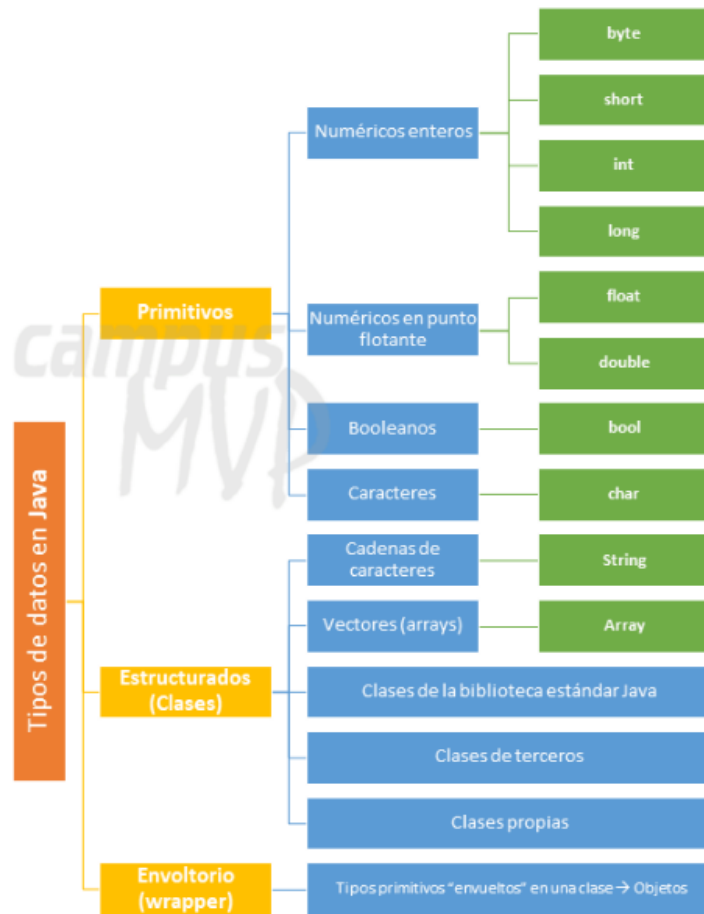 Tipos de datos en Java
Primitivos
Numéricos enteros
byte
short
int
long
Numéricos en punto
flotante
float
double
Booleanos
bool
Caracteres
char
Estructurados
(Clases)
Cadenas de
caracteres
String
Vectores (arrays)
Array
Clases de la biblioteca estándar Java
Clases de terceros
Clases propias
Envoltorio
(wrapper)
Tipos primitivos "envueltos" en una clase → Objetos
campus
MVP